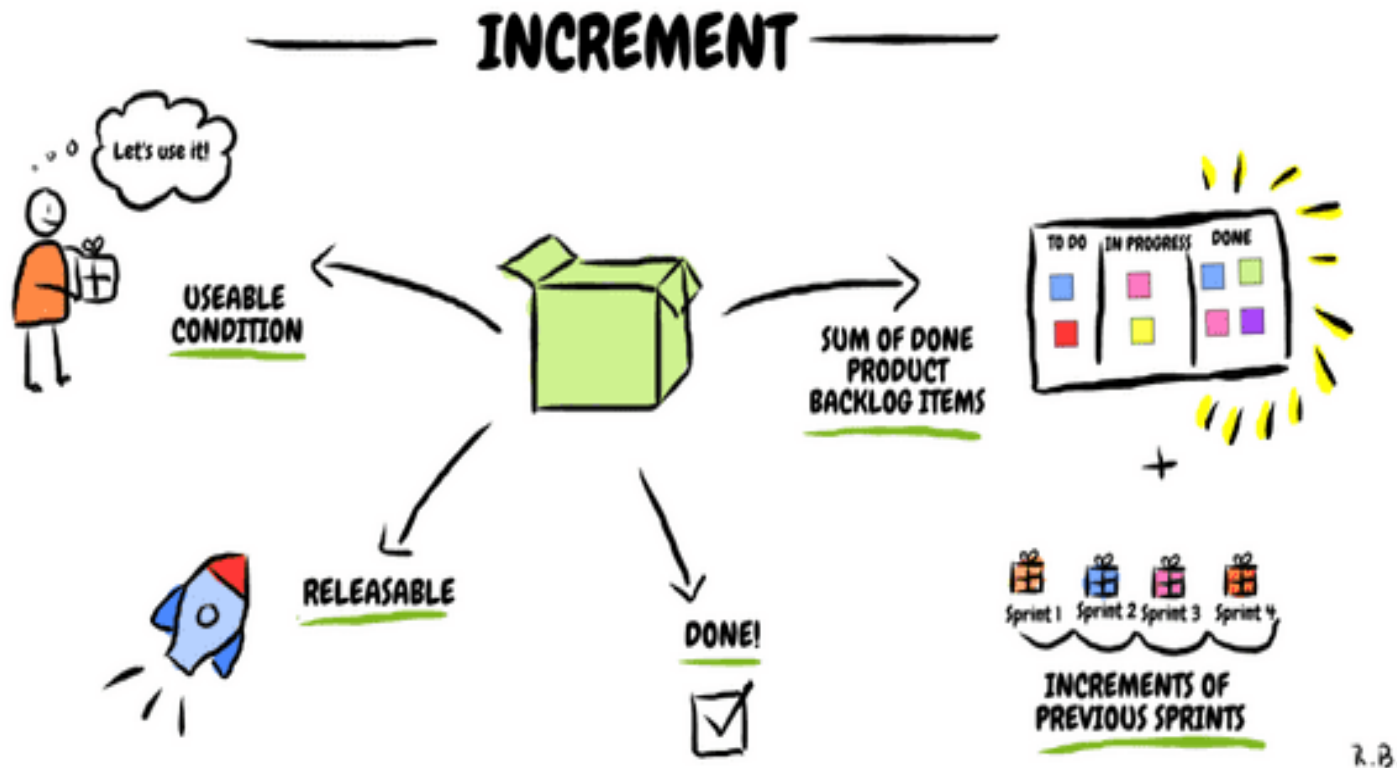 INCREMENT
Let's use it!
USEABLE
CONDITION
SUM OF DONE
PRODUCT
BACKLOG ITEMS
TO DO IN PROGRESS DONE
+
RELEASABLE
DONE!
Sprint 1 Sprint 2 Sprint 3 Sprint 4
INCREMENTS OF
PREVIOUS SPRINTS
R.B